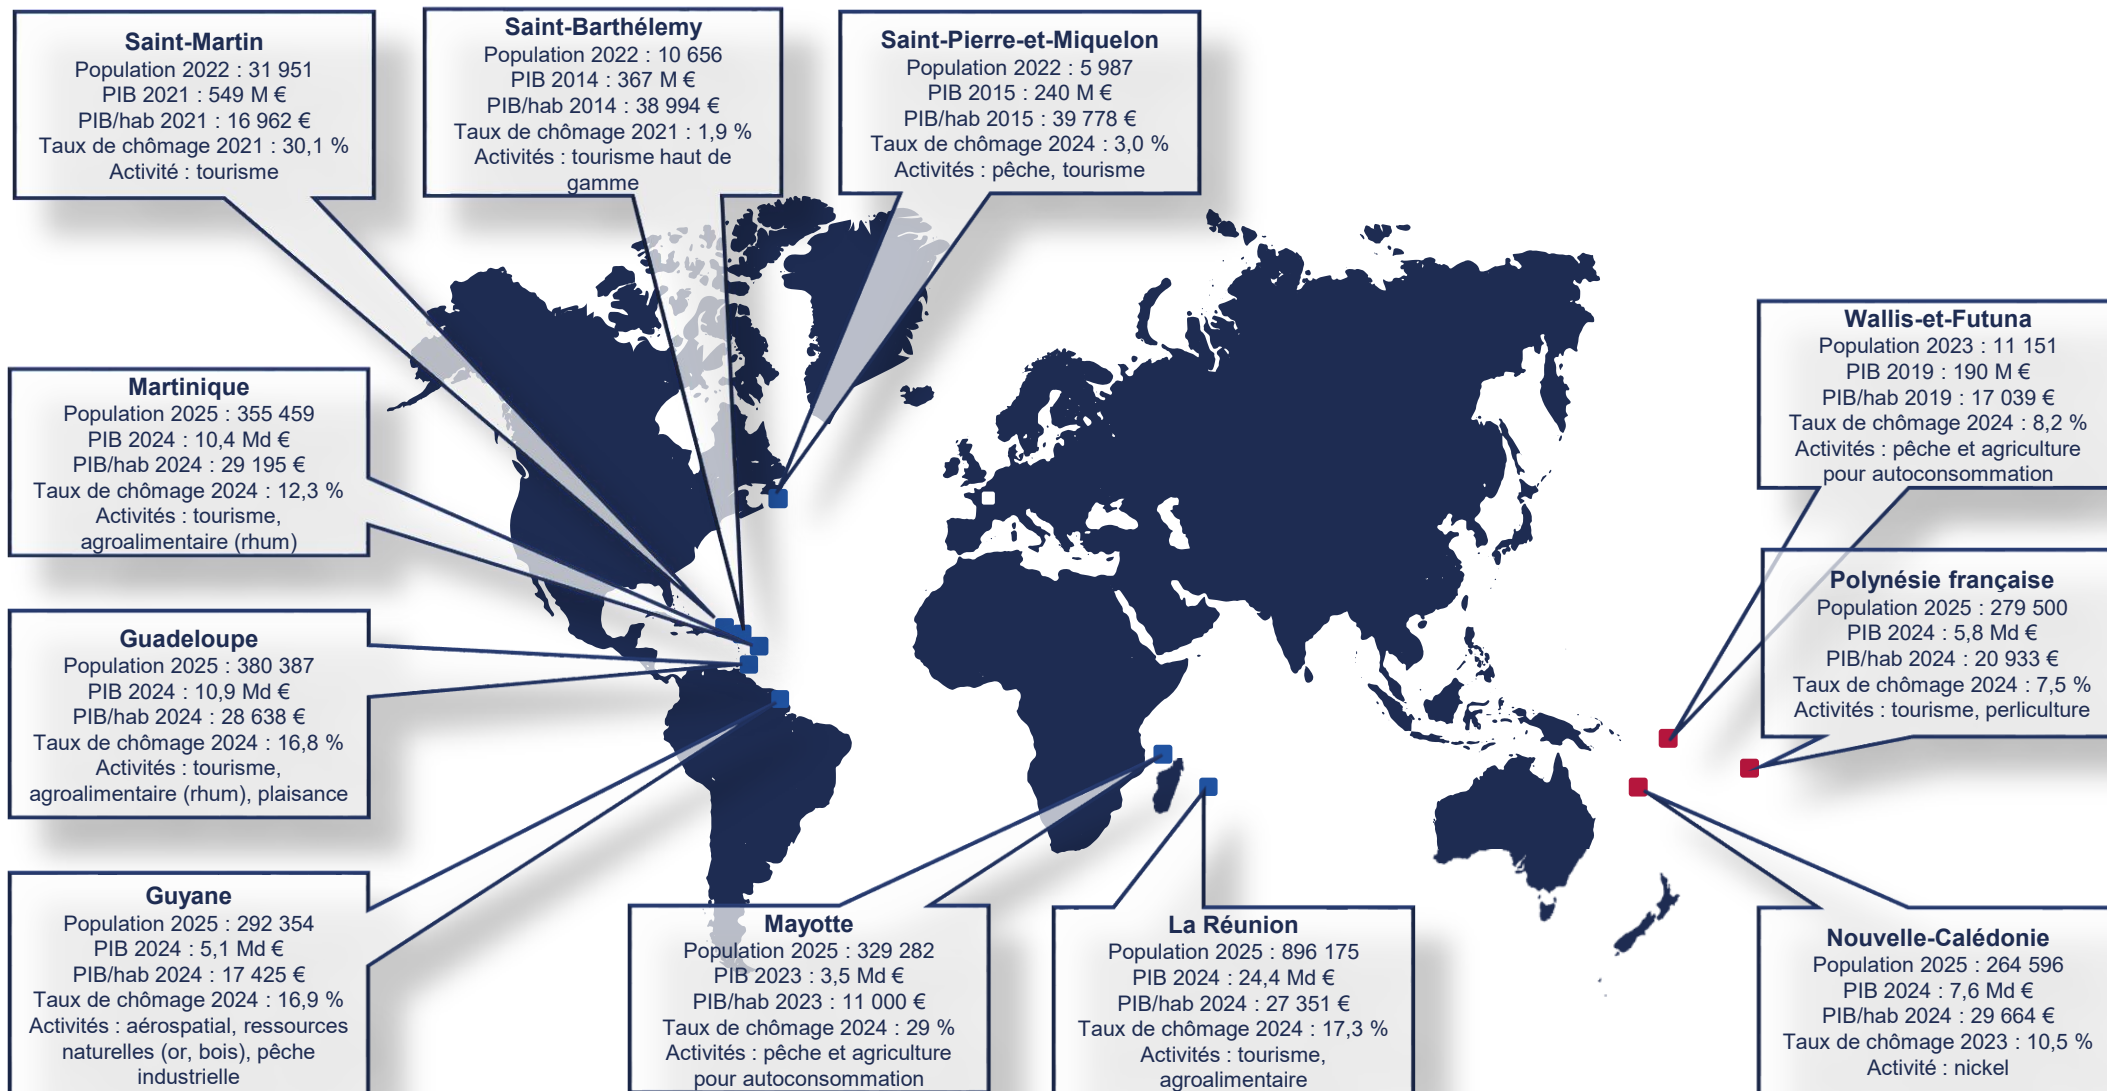 Saint-Martin
Population 2022 : 31 951
PIB 2021 : 549 M €
PIB/hab 2021 : 16 962 €
Taux de chômage 2021 : 30,1 %
Activité : tourisme
Saint-Barthélemy
Population 2022 : 10 656
PIB 2014 : 367 M €
PIB/hab 2014 : 38 994 €
Taux de chômage 2021 : 1,9 %
Activités : tourisme haut de
gamme
Saint-Pierre-et-Miquelon
Population 2022 : 5 987
PIB 2015 : 240 M €
PIB/hab 2015 : 39 778 €
Taux de chômage 2024 : 3,0 %
Activités : pêche, tourisme
Wallis-et-Futuna
Population 2023 : 11 151
PIB 2019 : 190 M €
PIB/hab 2019 : 17 039 €
Taux de chômage 2024 : 8,2 %
Activités : pêche et agriculture
pour autoconsommation
Martinique
Population 2025 : 355 459
PIB 2024 : 10,4 Md €
PIB/hab 2024 : 29 195 €
Taux de chômage 2024 : 12,3 %
Activités : tourisme,
agroalimentaire (rhum)
Polynésie française
Population 2025 : 279 500
PIB 2024 : 5,8 Md €
PIB/hab 2024 : 20 933 €
Taux de chômage 2024 : 7,5 %
Activités : tourisme, perliculture
Guadeloupe
Population 2025 : 380 387
PIB 2024 : 10,9 Md €
PIB/hab 2024 : 28 638 €
Taux de chômage 2024 : 16,8 %
Activités : tourisme,
agroalimentaire (rhum), plaisance
Guyane
Population 2025 : 292 354
PIB 2024 : 5,1 Md €
PIB/hab 2024 : 17 425 €
Taux de chômage 2024 : 16,9 %
Activités : aérospatial, ressources
naturelles (or, bois), pêche
industrielle
Mayotte
Population 2025 : 329 282
PIB 2023 : 3,5 Md €
PIB/hab 2023 : 11 000 €
Taux de chômage 2024 : 29 %
Activités : pêche et agriculture
pour autoconsommation
La Réunion
Population 2025 : 896 175
PIB 2024 : 24,4 Md €
PIB/hab 2024 : 27 351 €
Taux de chômage 2024 : 17,3 %
Activités : tourisme,
agroalimentaire
Nouvelle-Calédonie
Population 2025 : 264 596
PIB 2024 : 7,6 Md €
PIB/hab 2024 : 29 664 €
Taux de chômage 2023 : 10,5 %
Activité : nickel